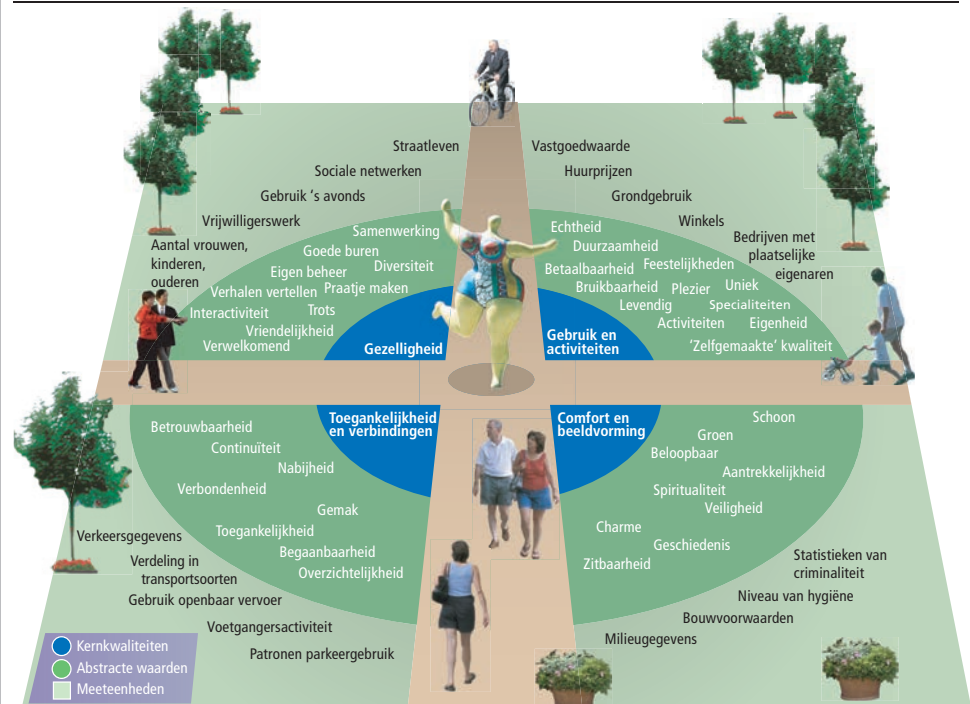 Straatleven
Sociale netwerken
Gebruik 's avonds
Vrijwilligerswerk
Aantal vrouwen,
kinderen,
ouderen
Samenwerking
Goede buren
Eigen beheer
Diversiteit
Verhalen vertellen
Praatje maken
Interactiviteit
Trots
Vriendelijkheid
Verwelkomend
Gezelligheid
Vastgoedwaarde
Huurprijzen
Grondgebruik
Winkels
Bedrijven met
plaatselijke
eigenaren
Echtheid
Duurzaamheid
Betaalbaarheid
Feestelijkheden
Bruikbaarheid
Plezier
Uniek
Levendig
Specialiteiten
Activiteiten
Eigenheid
'Zelfgemaakte' kwaliteit
Gebruik en
activiteiten
Toegankelijkheid
en verbindingen
Betrouwbaarheid
Continuïteit
Nabijheid
Verbondenheid
Gemak
Toegankelijkheid
Begaanbaarheid
Overzichtelijkheid
Verkeersgegevens
Verdeling in
transportsoorten
Gebruik openbaar vervoer
Voetgangersactiviteit
Patronen parkeergebruik
Comfort en
beeldvorming
Schoon
Groen
Beloopbaar
Aantrekkelijkheid
Spiritualiteit
Veiligheid
Charme
Geschiedenis
Zitbaarheid
Statistieken van
criminaliteit
Niveau van hygiëne
Bouwvoorwaarden
Milieugegevens
Kernkwaliteiten
Abstracte waarden
Meeteenheden